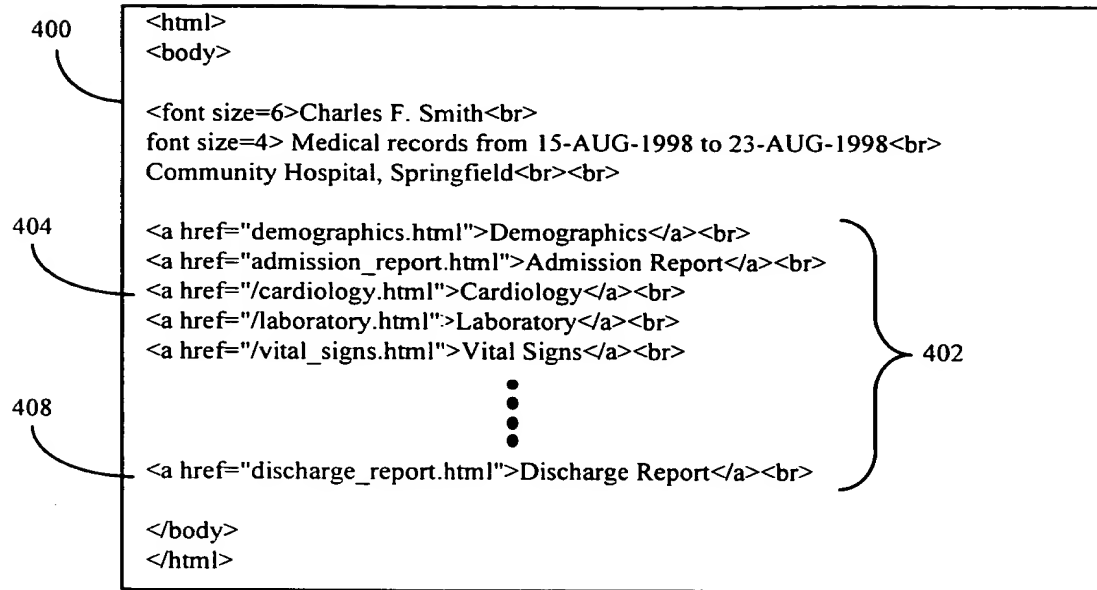 400
<html>
<body>
<font size=6>Charles F. Smith<br>
font size=4> Medical records from 15-AUG-1998 to 23-AUG-1998<br>
Community Hospital, Springfield<br><br>
404
<a href="demographics.html">Demographics</a><br>
<a href="admission_report.html">Admission Report</a><br>
<a href="/cardiology.html">Cardiology</a><br>
<a href="/laboratory.html">Laboratory</a><br>
<a href="/vital_signs.html">Vital Signs</a><br>
402
408
<a href="discharge_report.html">Discharge Report</a><br>
</body>
</html>